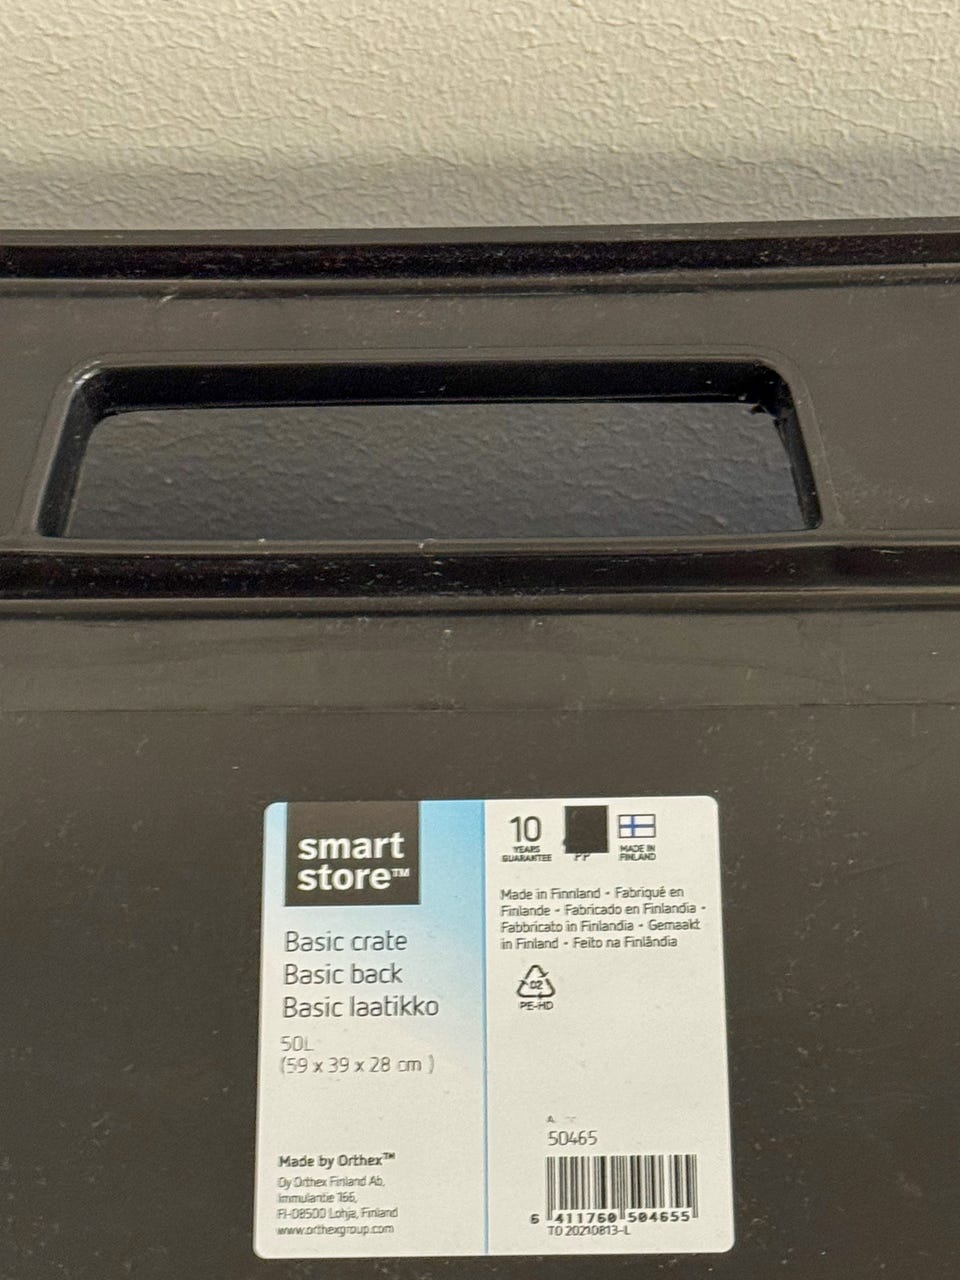 smart
store™
Basic crate
Basic back
Basic laatikko
50L
(59 x 39 x 28 cm )
Made by Orthex™
Oy Orthex Finland Ab,
Immulantie 166,
FI-08500 Lohja, Finland
www.orthexgroup.com
10
YEARS
GUARANTEE
PP
MADE IN
FINLAND
Made in Finnland - Fabriqué en
Finlande - Fabricado en Finlandia -
Fabbricato in Finlandia - Gemaakt
in Finland - Feito na Finlândia
02
PE-HD
50465
6 411760 504655
TO 20210813-L